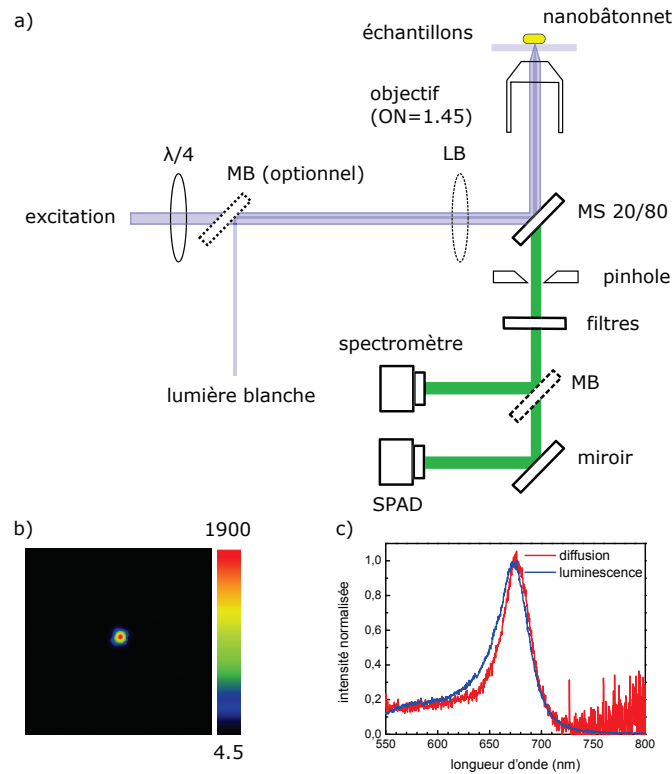 a)
nanobâtonnet
échantillons
objectif
(ON=1.45)
λ/4
MB (optionnel)
LB
excitation
MS 20/80
pinhole
filtres
spectromètre
MB
lumière blanche
miroir
SPAD
b)
1900
4.5
c)
diffusion
luminescence
intensité normalisée
1,0
0,8
0,6
0,4
0,2
0,0
550 600 650 700 750 800
longueur d'onde (nm)